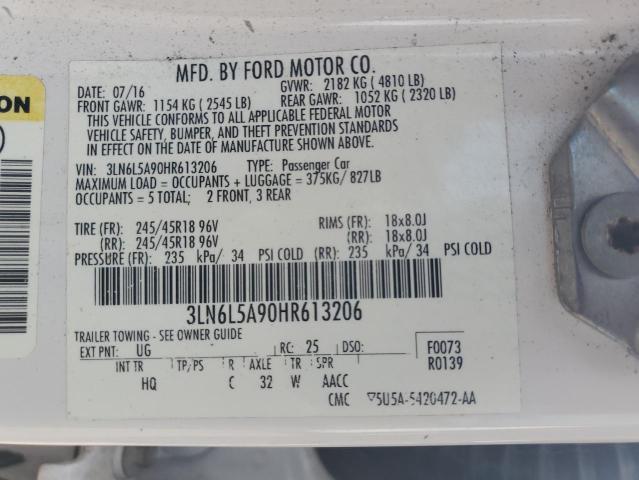 ON
MFD. BY FORD MOTOR CO.
DATE: 07/16 GVWR: 2182 KG ( 4810 LB)
FRONT GAWR: 1154 KG ( 2545 LB) REAR GAWR: 1052 KG ( 2320 LB)
THIS VEHICLE CONFORMS TO ALL APPLICABLE FEDERAL MOTOR
VEHICLE SAFETY, BUMPER, AND THEFT PREVENTION STANDARDS
IN EFFECT ON THE DATE OF MANUFACTURE SHOWN ABOVE.
VIN: 3LN6L5A90HR613206 TYPE: Passenger Car
MAXIMUM LOAD = OCCUPANTS + LUGGAGE = 375KG/ 827LB
OCCUPANTS = 5 TOTAL; 2 FRONT, 3 REAR
TIRE (FR): 245/45R18 96V RIMS (FR): 18x8.0J
(RR): 245/45R18 96V (RR): 18x8.0J
PRESSURE (FR): 235 kPa/ 34 PSI COLD (RR): 235 kPa/ 34 PSI COLD
3LN6L5A90HR613206
TRAILER TOWING - SEE OWNER GUIDE
EXT PNT: UG RC: 25 DSO: F0073
INT TR TP/PS R AXLE TR SPR R0139
HQ C 32 W AACC
CMC 5U5A-5420472-AA